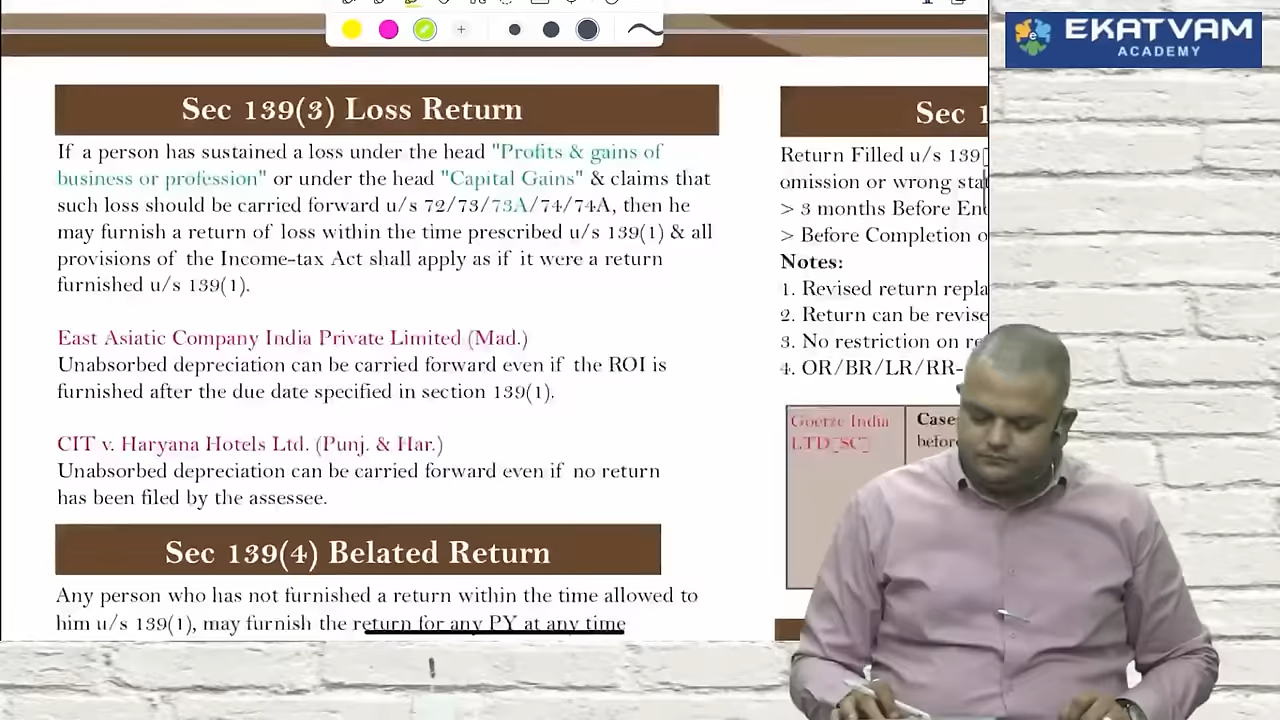 EKATVAM
ACADEMY
Sec 139(3) Loss Return
If a person has sustained a loss under the head "Profits & gains of
business or profession" or under the head "Capital Gains" & claims that
such loss should be carried forward u/s 72/73/73A/74/74A, then he
may furnish a return of loss within the time prescribed u/s 139(1) & all
provisions of the Income-tax Act shall apply as if it were a return
furnished u/s 139(1).
East Asiatic Company India Private Limited (Mad.)
Unabsorbed depreciation can be carried forward even if the ROI is
furnished after the due date specified in section 139(1).
CIT v. Haryana Hotels Ltd. (Punj. & Har.)
Unabsorbed depreciation can be carried forward even if no return
has been filed by the assessee.
Sec 139(4) Belated Return
Any person who has not furnished a return within the time allowed to
him u/s 139(1), may furnish the return for any PY at any time
Sec 1
Return Filled u/s 139
omission or wrong sta
> 3 months Before En
> Before Completion o
Notes:
1. Revised return repla
2. Return can be revise
3. No restriction on re
4. OR/BR/LR/RR-
Goetze India
LTD[SC]
Case
befor